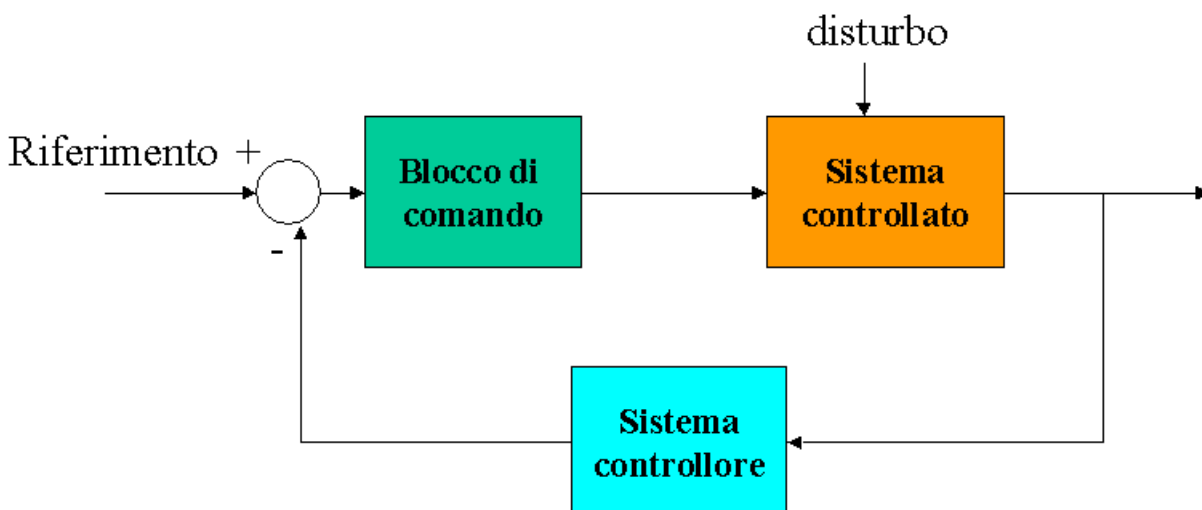 disturbo
Riferimento +
Blocco di
comando
Sistema
controllato
-
Sistema
controllore